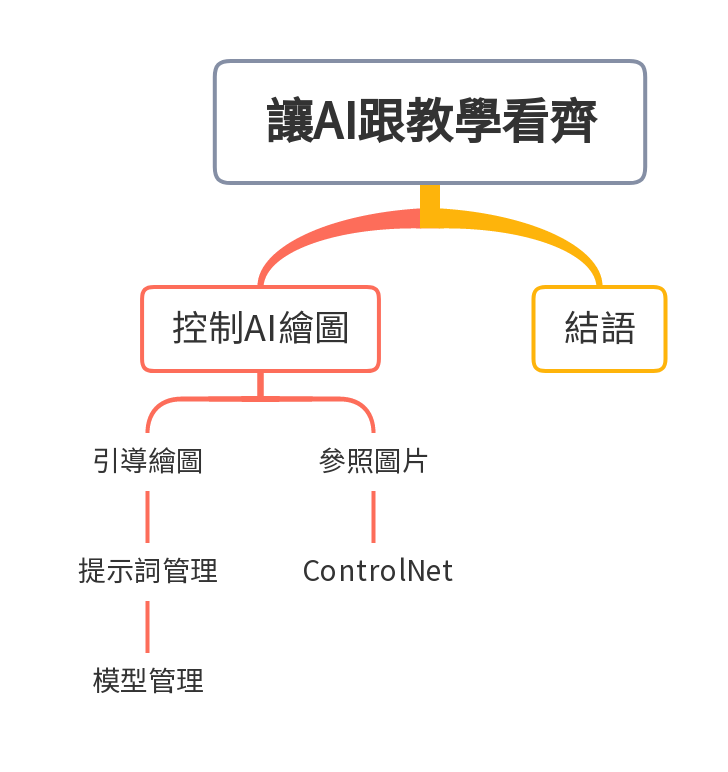 讓AI跟教學看齊
控制AI繪圖
結語
引導繪圖
參照圖片
提示詞管理
ControlNet
模型管理